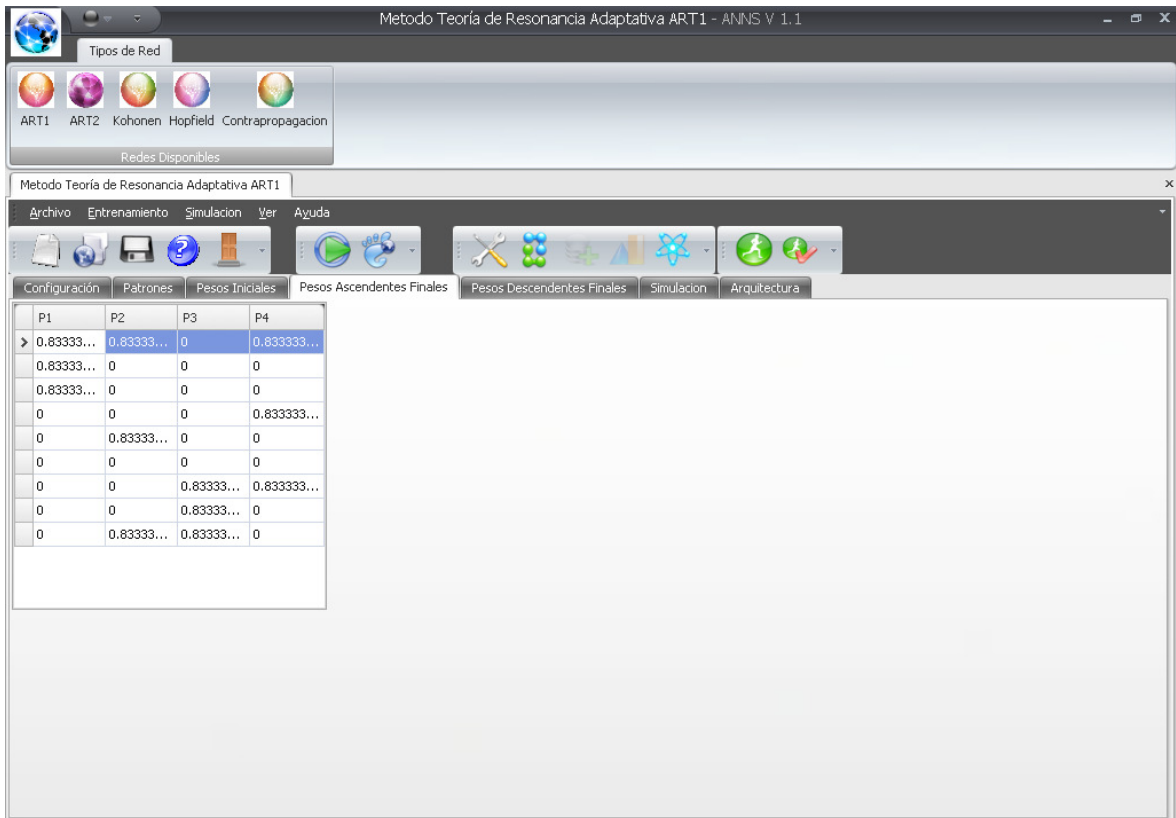 Metodo Teoría de Resonancia Adaptativa ART1 - ANNS V 1.1
Tipos de Red
ART1 ART2 Kohonen Hopfield Contrapropagacion
Redes Disponibles
Metodo Teoría de Resonancia Adaptativa ART1
Archivo Entrenamiento Simulacion Ver Ayuda
Configuración Patrones Pesos Iniciales Pesos Ascendentes Finales Pesos Descendentes Finales Simulacion Arquitectura
P1 P2 P3 P4
0.83333... 0.83333... 0 0.833333...
0.83333... 0 0 0
0.83333... 0 0 0
0 0 0 0.833333...
0 0.83333... 0 0
0 0 0 0
0 0 0.83333... 0.833333...
0 0 0.83333... 0
0 0.83333... 0.83333... 0